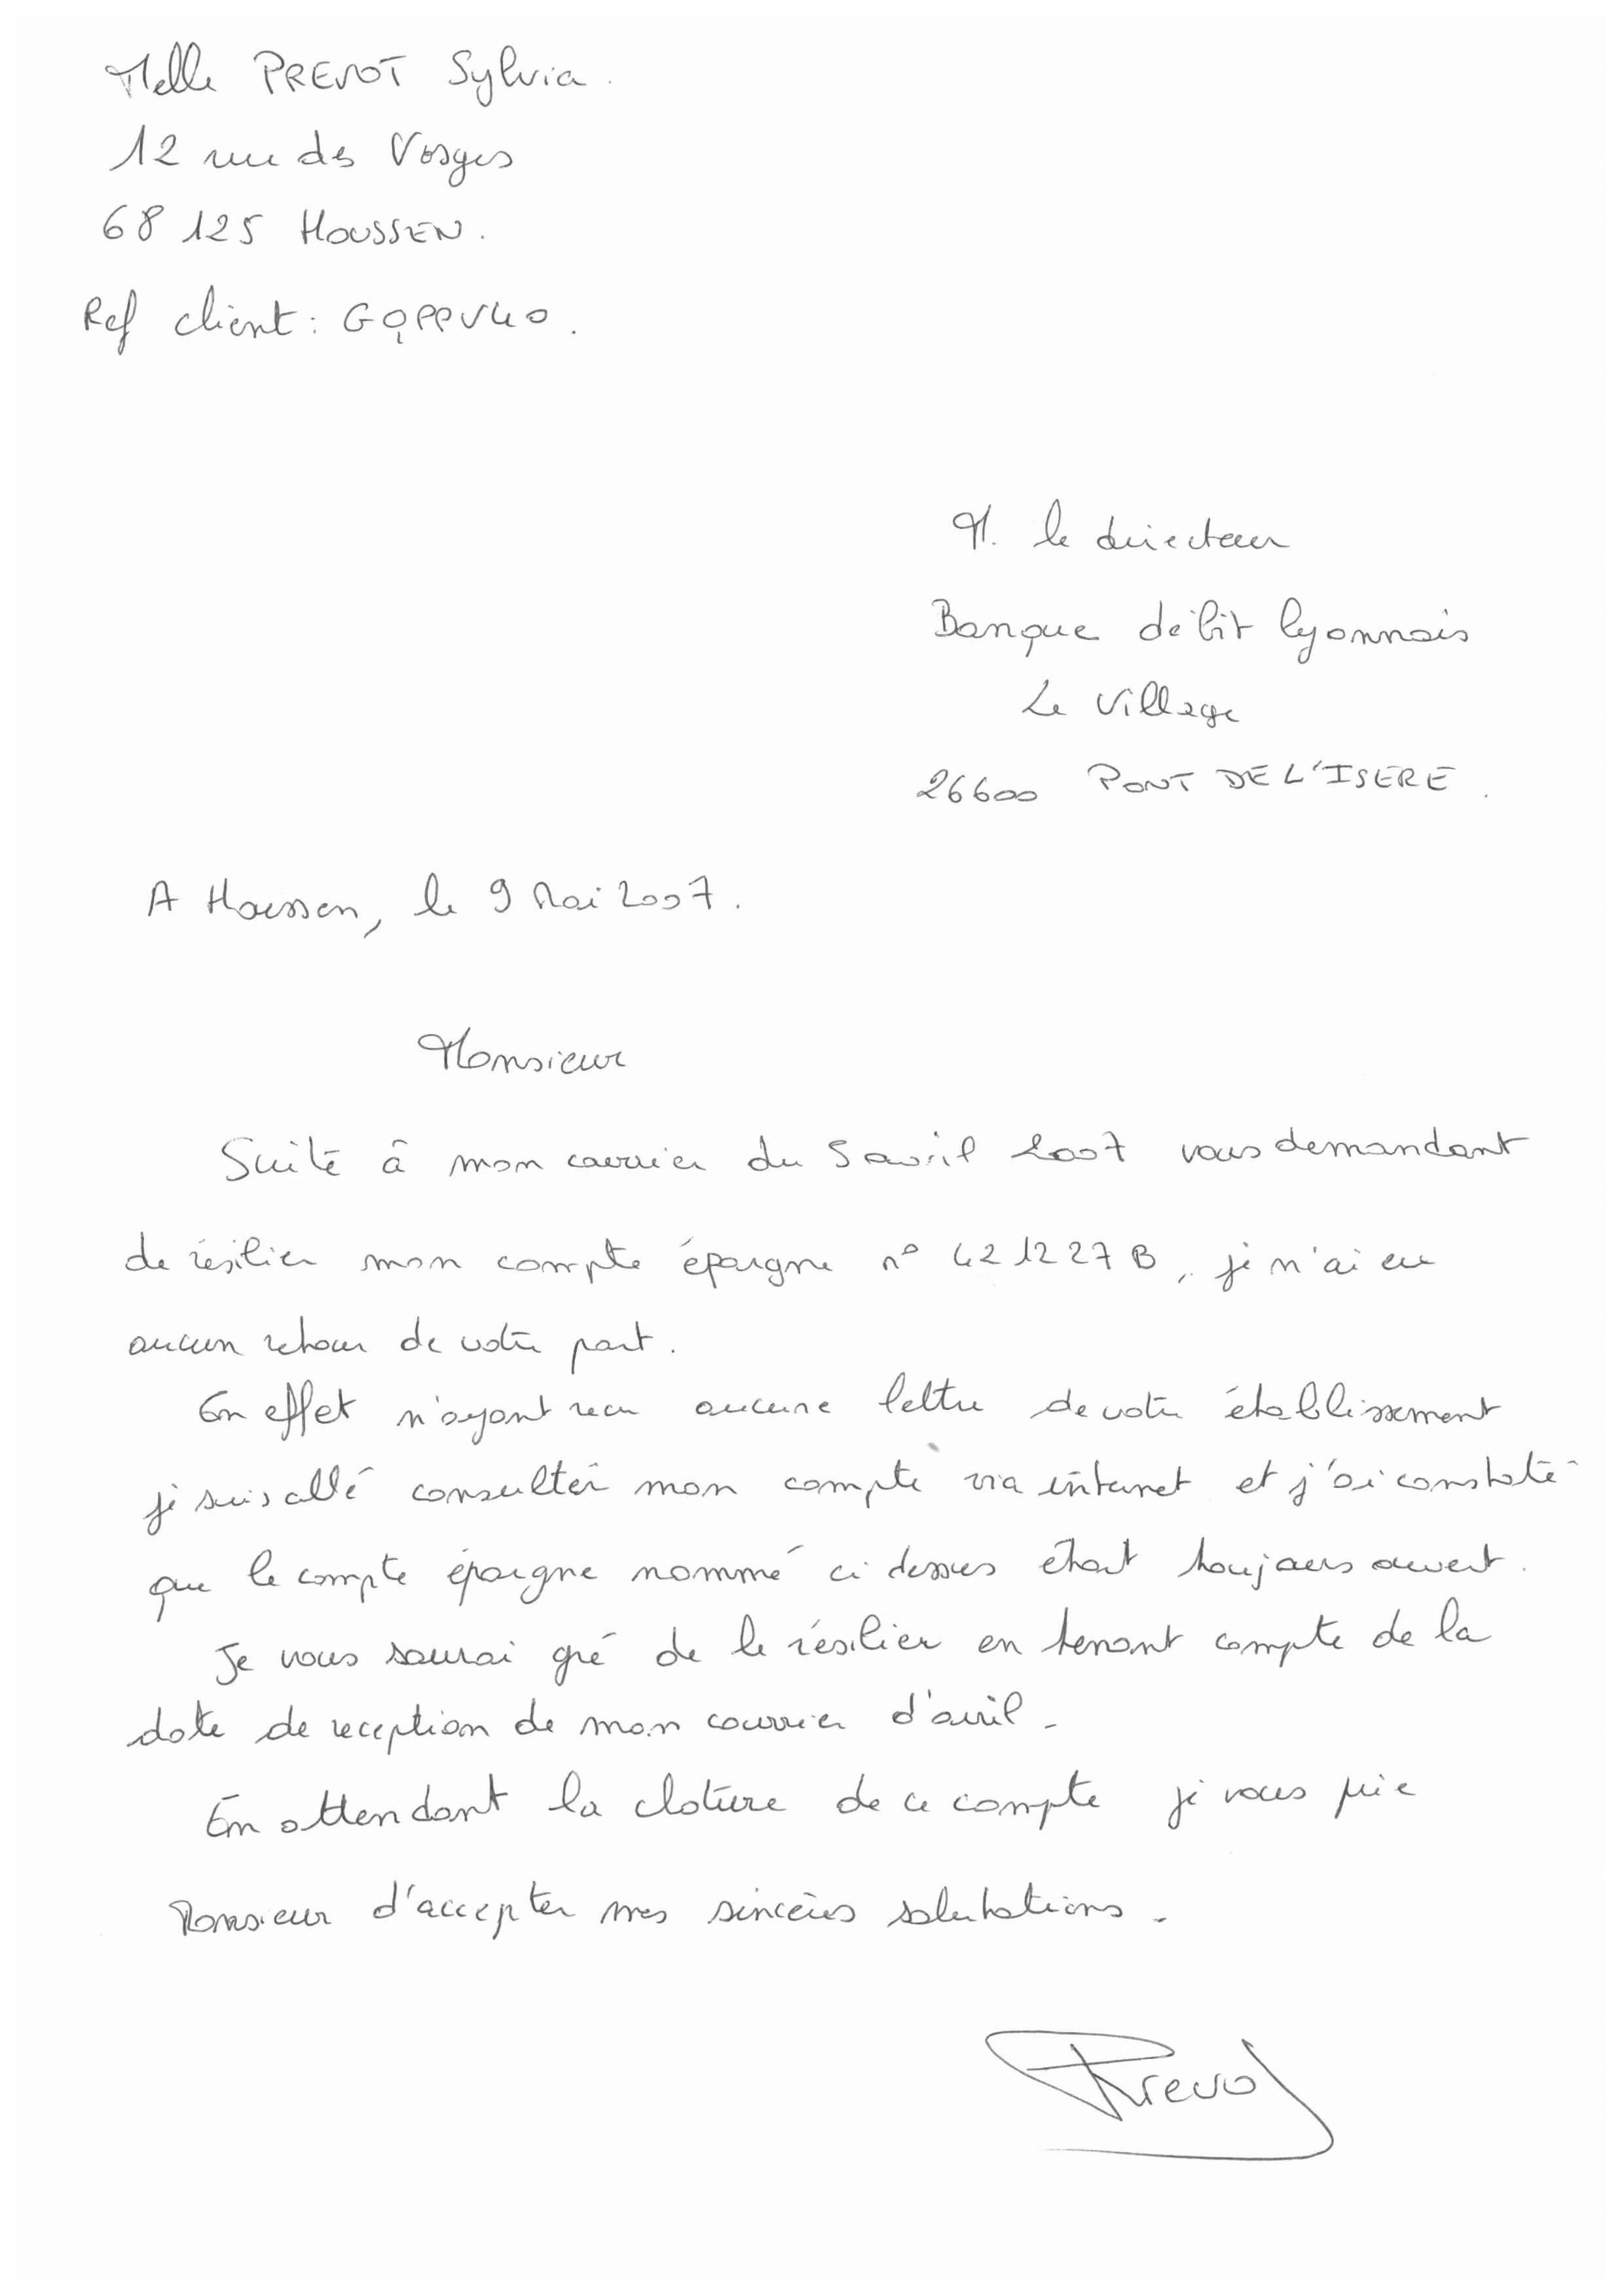 Melle PREVOT Sylvia.
12 rue des Vosges
68 125 HOUSSEN.
Ref client : GQPPV40.
M. le directeur
Banque débit lyonnais
Le Village
26600 PONT DE L'ISERE.
A Houssen, le 9 Mai 2007.
Monsieur
Suite à mon courrier du 5 avril 2007 vous demandant
de résilier mon compte épargne n° 421227B, je n'ai eu
aucun retour de votre part.
En effet n'ayant recu aucune lettre de votre établissement
je suis allé consulter mon compte via internet et j'ai constaté
que le compte épargne nommé ci dessus était toujours ouvert.
Je vous saurai gré de le résilier en tenant compte de la
date de reception de mon courrier d'avril.
En attendant la cloture de ce compte je vous prie
Monsieur d'accepter mes sincères salutations.
Prevot